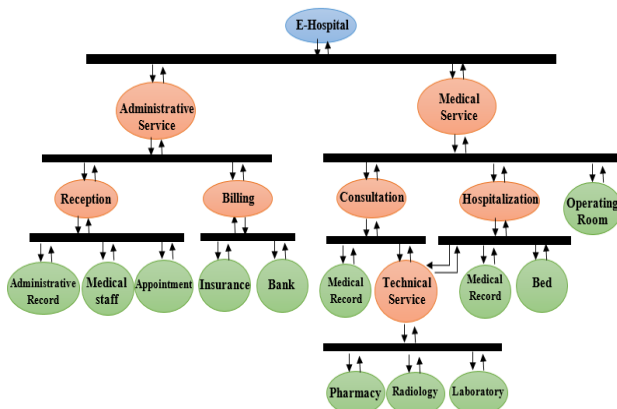 E-Hospital
Administrative
Service
Medical
Service
Reception
Billing
Consultation
Hospitalization
Operating
Room
Administrative
Record
Medical
staff
Appointment
Insurance
Bank
Medical
Record
Technical
Service
Medical
Record
Bed
Pharmacy
Radiology
Laboratory